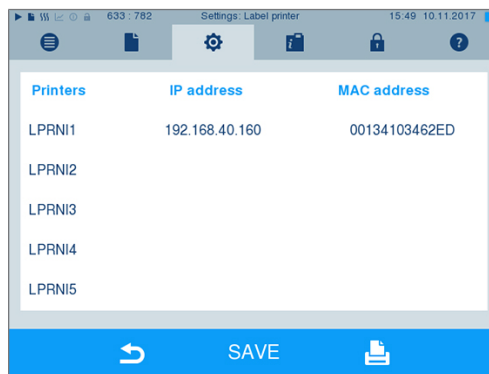 633 : 782 Settings: Label printer 15:49 10.11.2017
Printers IP address MAC address
LPRNI1 192.168.40.160 00134103462ED
LPRNI2
LPRNI3
LPRNI4
LPRNI5
SAVE